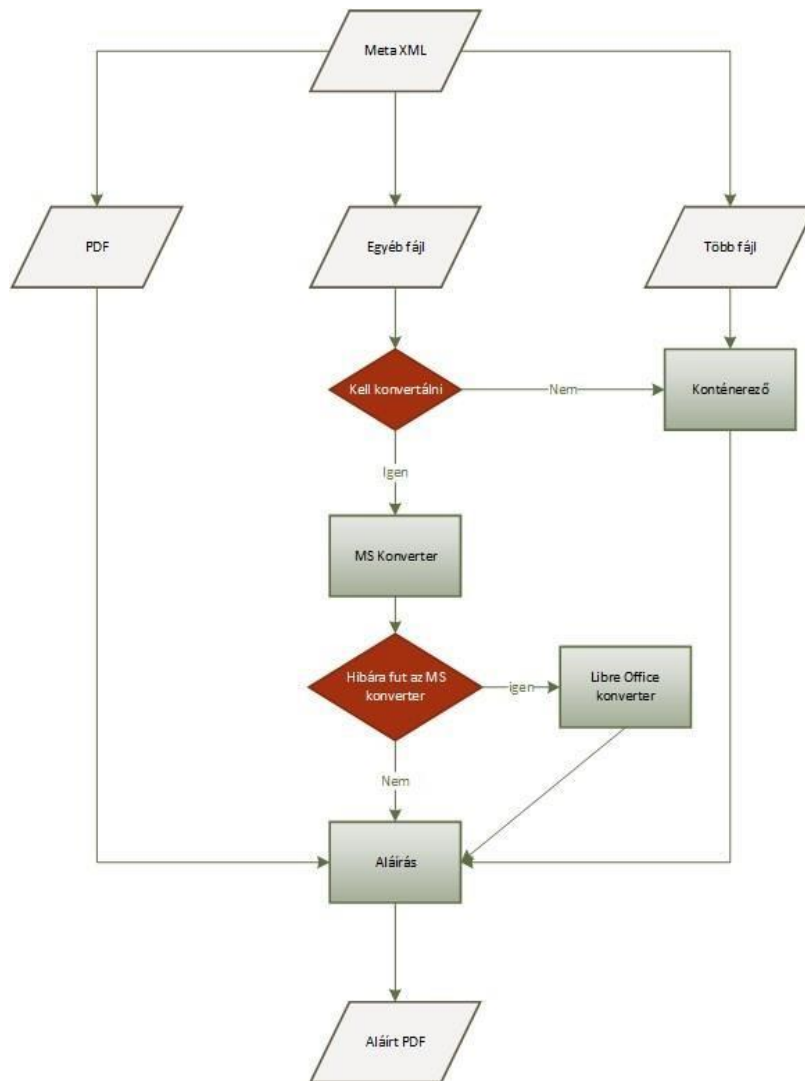 Meta XML
PDF
Egyéb fájl
Több fájl
Kell konvertálni
Nem
Konténerező
Igen
MS Konverter
Hibára fut az MS
konverter
igen
Libre Office
konverter
Nem
Aláírás
Aláírt PDF